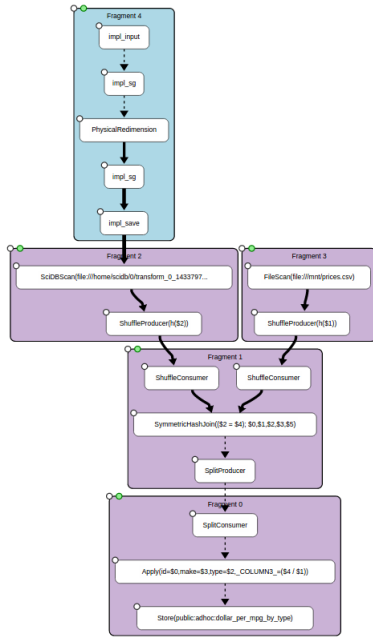 Fragment 4
impl_input
impl_sg
PhysicalRedimension
impl_sg
impl_save
Fragment 2
SciDBScan(file:///home/scidb/0/transform_0_1433797...
ShuffleProducer(h($2))
Fragment 3
FileScan(file:///mnt/prices.csv)
ShuffleProducer(h($1))
Fragment 1
ShuffleConsumer
ShuffleConsumer
SymmetricHashJoin(($2 = $4); $0,$1,$2,$3,$5)
SplitProducer
Fragment 0
SplitConsumer
Apply(id=$0,make=$3,type=$2,_COLUMN3_=($4 / $1))
Store(public:adhoc:dollar_per_mpg_by_type)